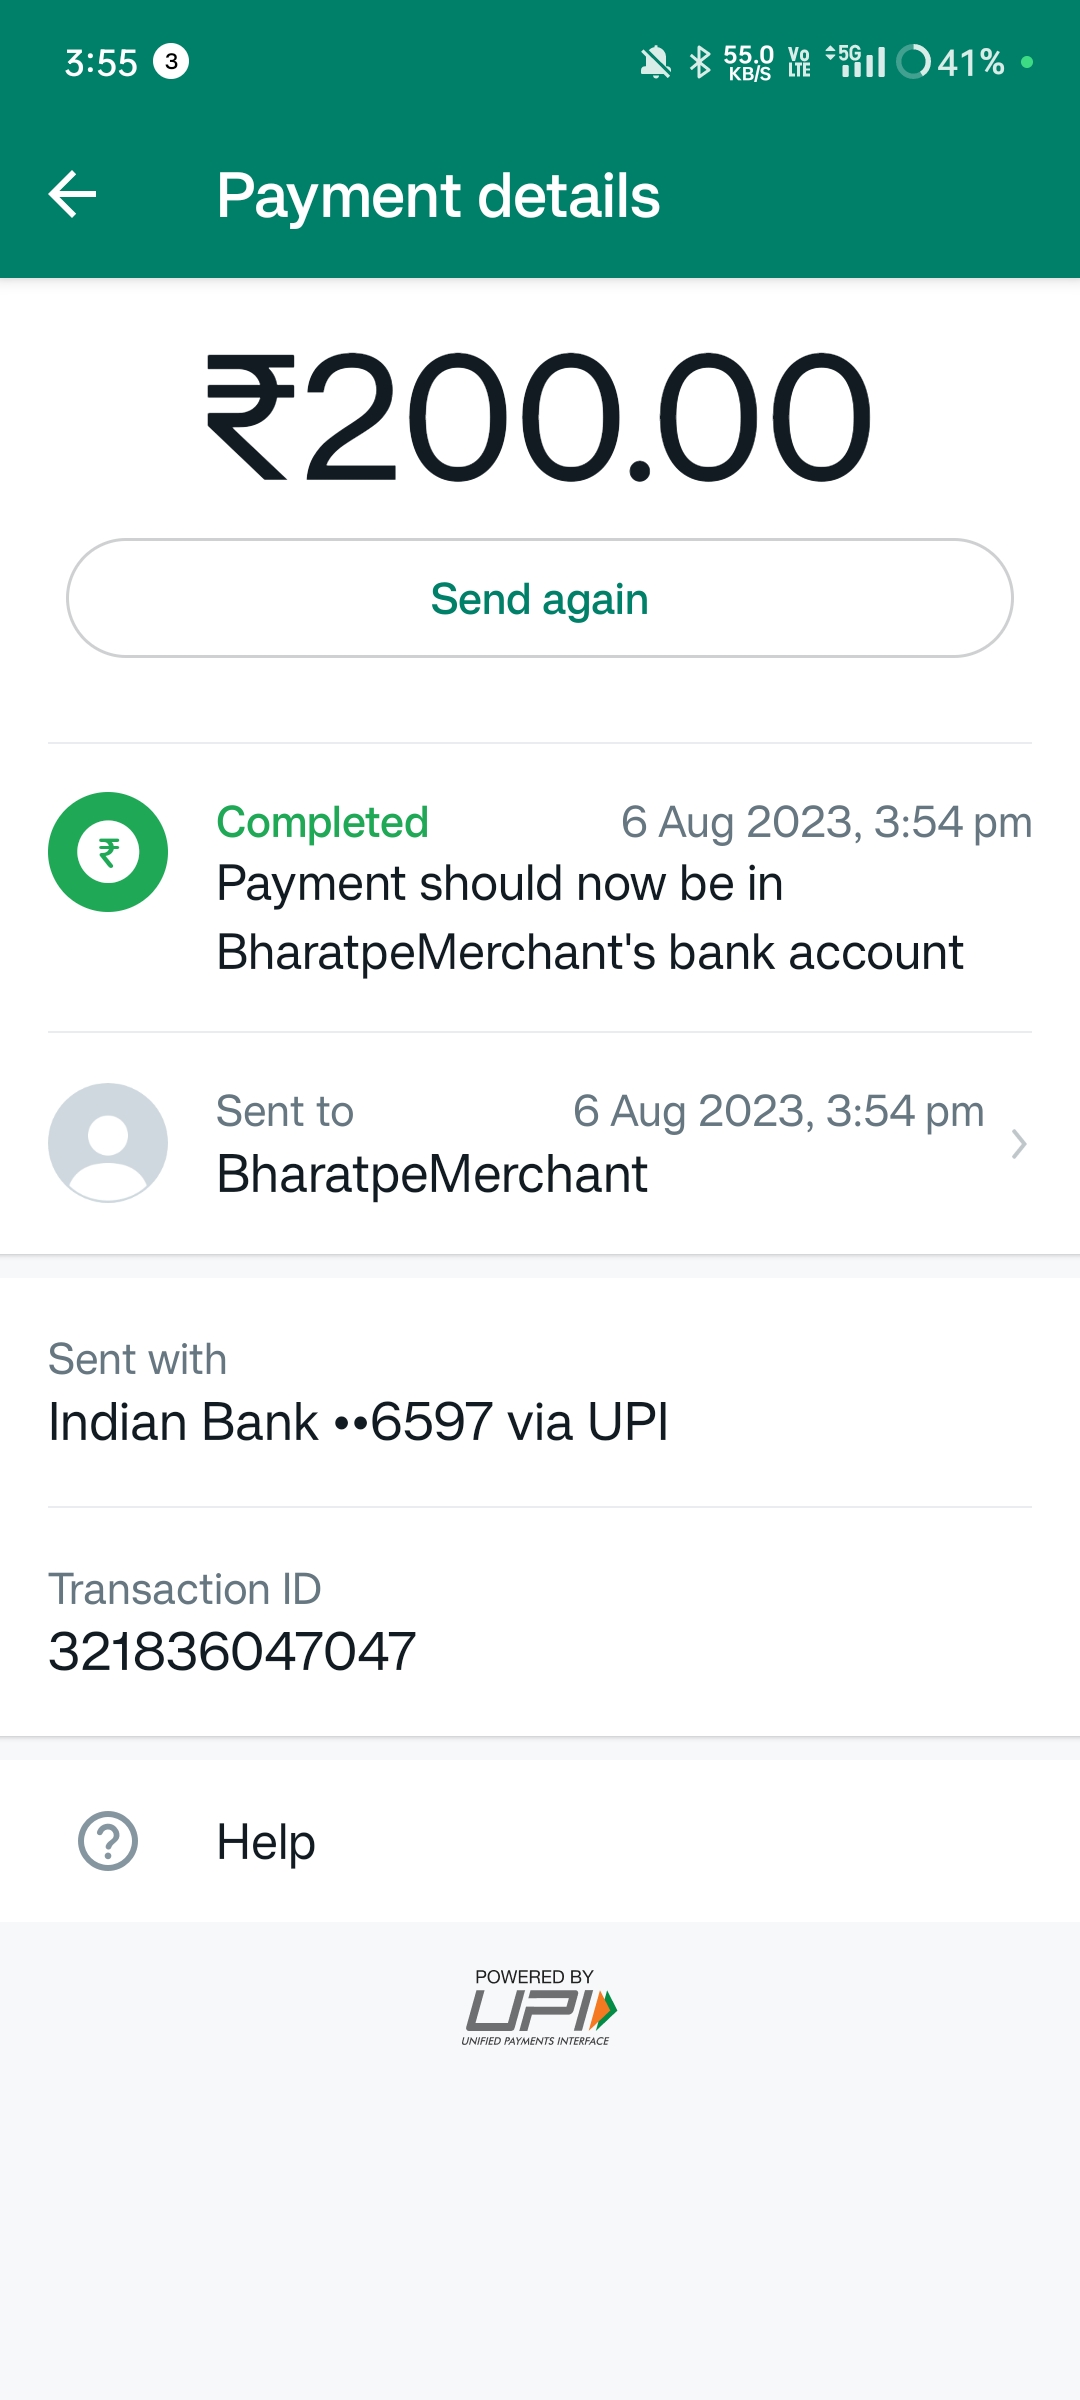 3:55 3 55.0 KB/S Vo LTE 5G 41%
Payment details
₹200.00
Send again
Completed 6 Aug 2023, 3:54 pm
Payment should now be in
BharatpeMerchant's bank account
Sent to 6 Aug 2023, 3:54 pm
BharatpeMerchant
Sent with
Indian Bank ••6597 via UPI
Transaction ID
321836047047
Help
POWERED BY
UPI
UNIFIED PAYMENTS INTERFACE